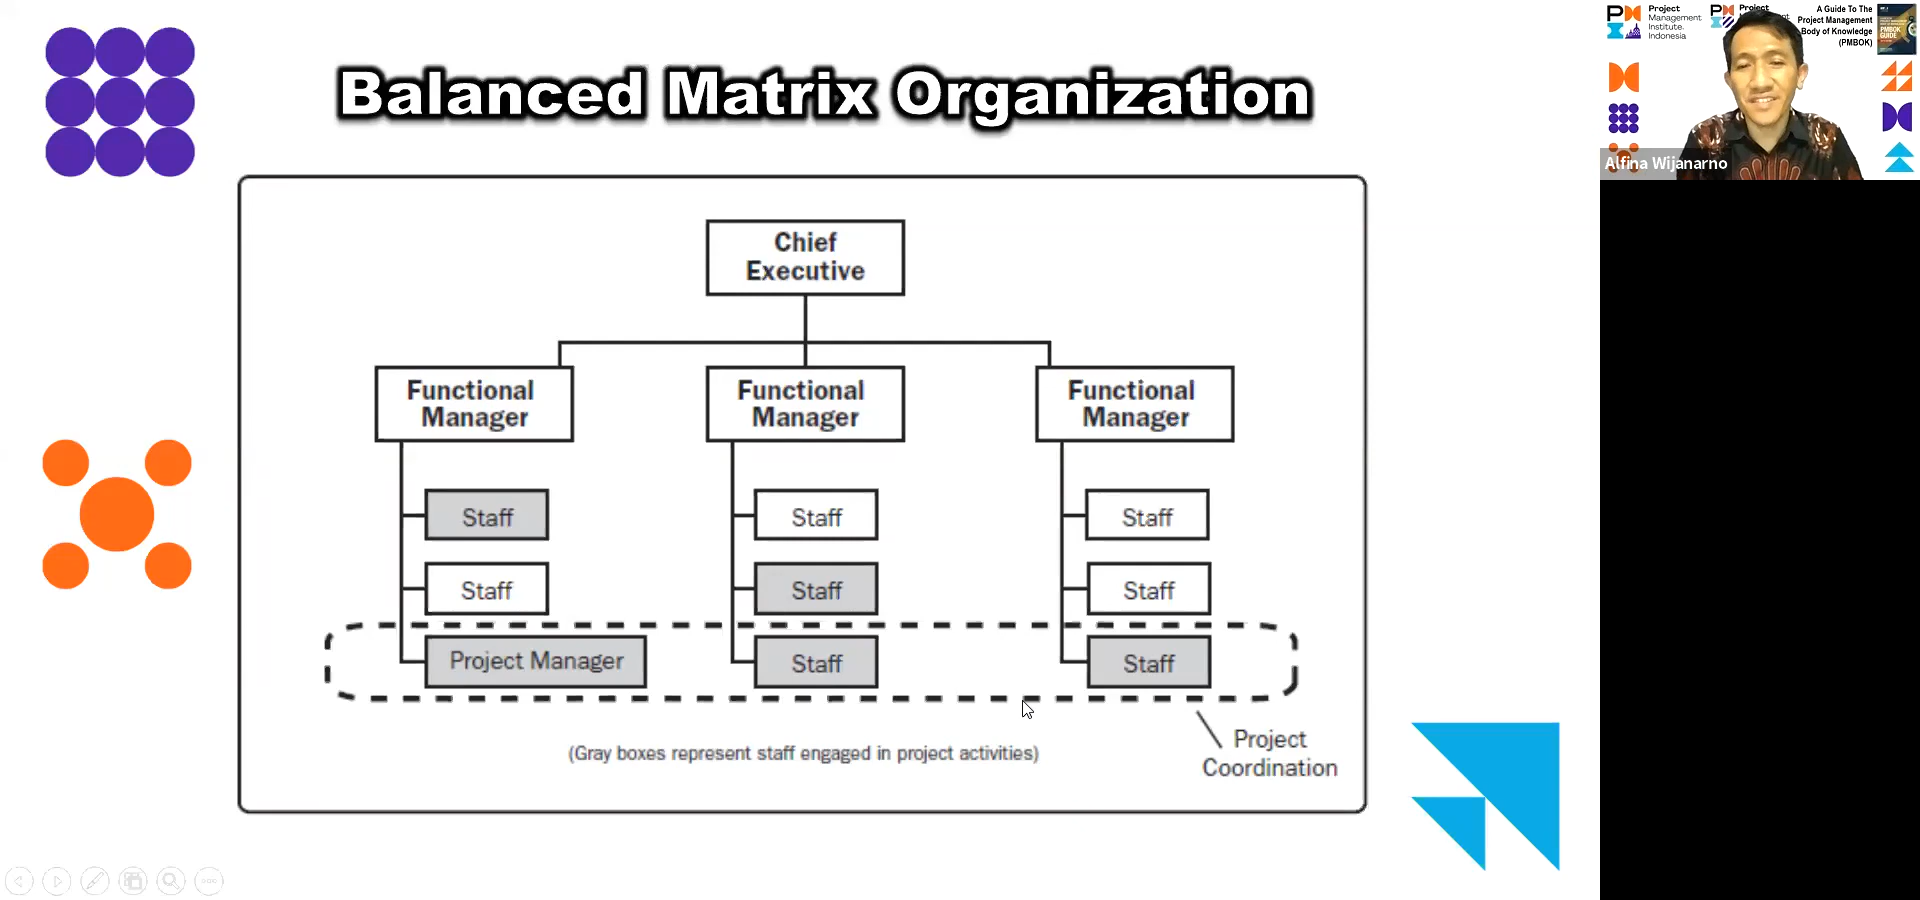 Balanced Matrix Organization
Chief
Executive
Functional
Manager
Functional
Manager
Functional
Manager
Staff
Staff
Staff
Staff
Staff
Staff
Project Manager
Staff
Staff
(Gray boxes represent staff engaged in project activities)
Project
Coordination
Project
Management
Institute.
Indonesia
Project
A Guide To The
Project Management
Body of Knowledge
(PMBOK)
PMBOK
GUIDE
Alfina Wijanarno